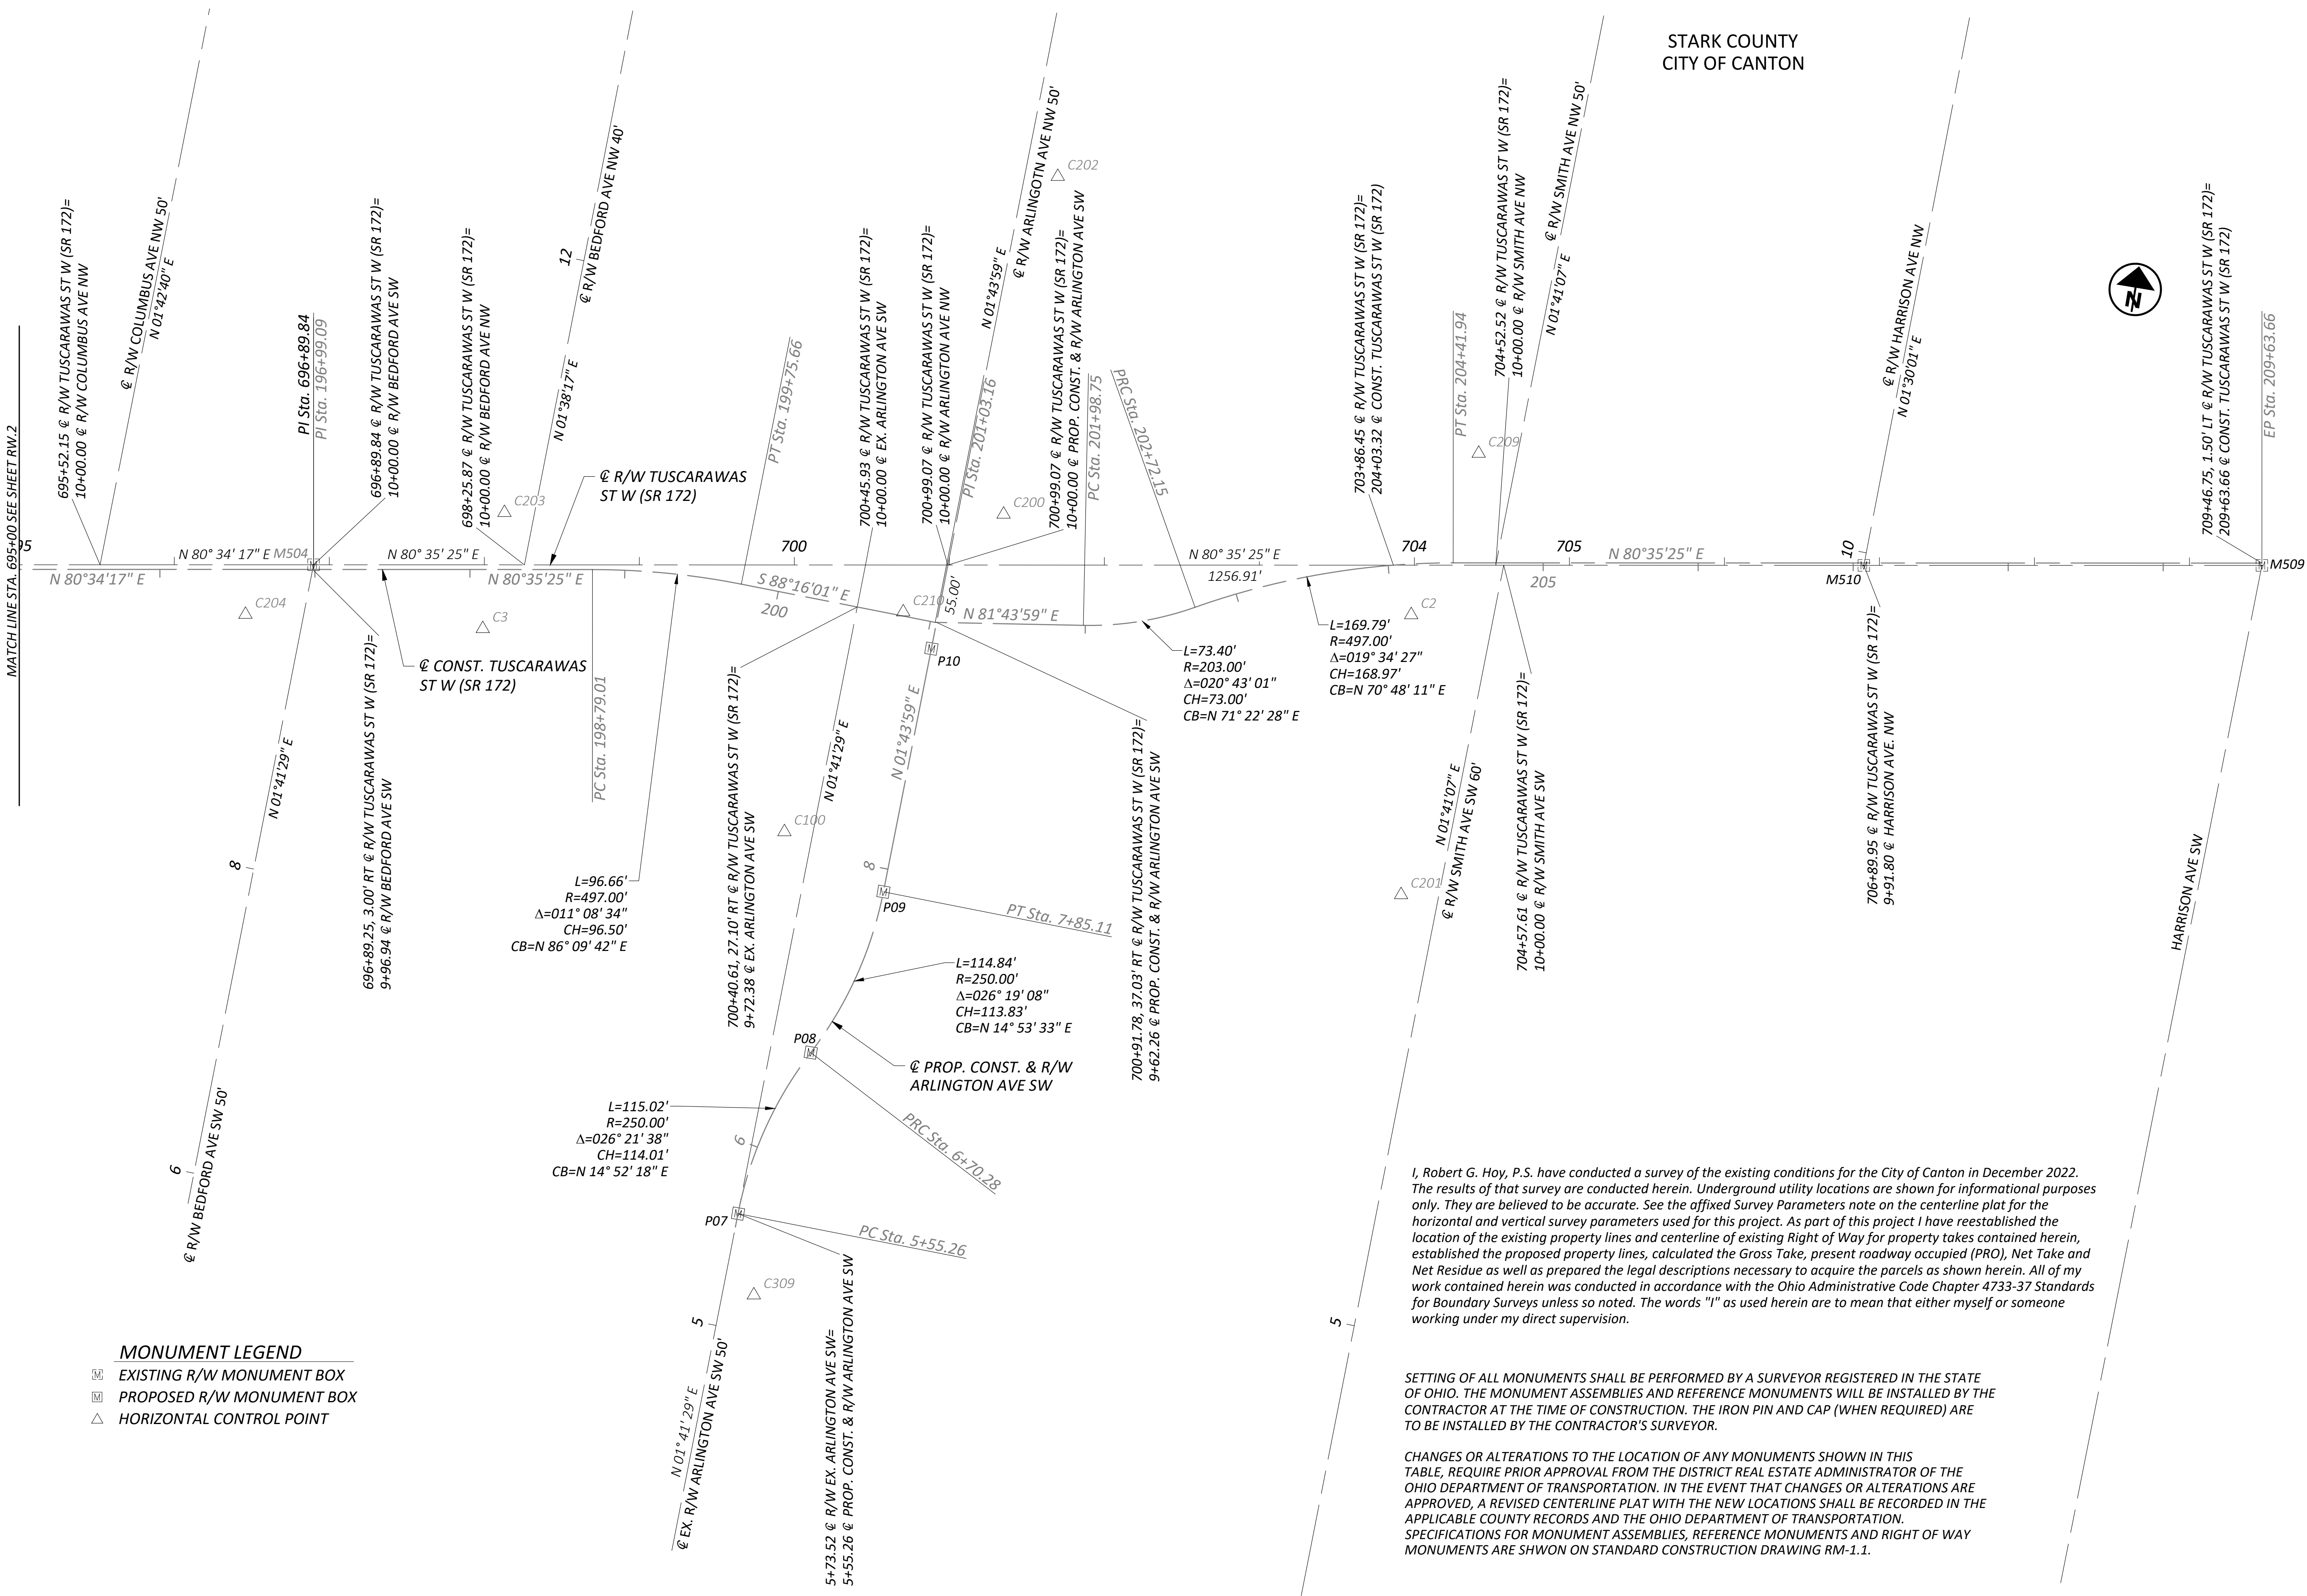 STARK COUNTY
CITY OF CANTON
MATCH LINE STA. 695+00 SEE SHEET RW.2
695+52.15 ℄ R/W TUSCARAWAS ST W (SR 172)=
10+00.00 ℄ R/W COLUMBUS AVE NW
℄ R/W COLUMBUS AVE NW 50'
N 01°42'40" E
PI Sta. 696+89.84
PI Sta. 196+99.09
696+89.84 ℄ R/W TUSCARAWAS ST W (SR 172)=
10+00.00 ℄ R/W BEDFORD AVE SW
698+25.87 ℄ R/W TUSCARAWAS ST W (SR 172)=
10+00.00 ℄ R/W BEDFORD AVE NW
12
℄ R/W BEDFORD AVE NW 40'
N 01°38'17" E
C203
℄ R/W TUSCARAWAS
ST W (SR 172)
PT Sta. 199+75.66
700+45.93 ℄ R/W TUSCARAWAS ST W (SR 172)=
10+00.00 ℄ EX. ARLINGTON AVE SW
700+99.07 ℄ R/W TUSCARAWAS ST W (SR 172)=
10+00.00 ℄ R/W ARLINGTON AVE NW
N 01°43'59" E
℄ R/W ARLINGOTN AVE NW 50'
C202
PI Sta. 201+03.16
C200
700+99.07 ℄ R/W TUSCARAWAS ST W (SR 172)=
10+00.00 ℄ PROP. CONST. & R/W ARLINGTON AVE SW
PC Sta. 201+98.75
PRC Sta. 202+72.15
703+86.45 ℄ R/W TUSCARAWAS ST W (SR 172)=
204+03.32 ℄ CONST. TUSCARAWAS ST W (SR 172)
PT Sta. 204+41.94
C209
704+52.52 ℄ R/W TUSCARAWAS ST W (SR 172)=
10+00.00 ℄ R/W SMITH AVE NW
℄ R/W SMITH AVE NW 50'
N 01°41'07" E
℄ R/W HARRISON AVE NW
N 01°30'01" E
N
709+46.75, 1.50' LT ℄ R/W TUSCARAWAS ST W (SR 172)=
209+63.66 ℄ CONST. TUSCARAWAS ST W (SR 172)
EP Sta. 209+63.66
95
N 80° 34' 17" E
M504
N 80° 35' 25" E
700
N 80° 35' 25" E
1256.91'
704
705
N 80°35'25" E
10
M510
M509
N 80°34'17" E
N 80°35'25" E
S 88°16'01" E
200
C210
55.00'
N 81°43'59" E
205
C204
C3
C2
P10
℄ CONST. TUSCARAWAS
ST W (SR 172)
PC Sta. 198+79.01
L=73.40'
R=203.00'
Δ=020° 43' 01"
CH=73.00'
CB=N 71° 22' 28" E
L=169.79'
R=497.00'
Δ=019° 34' 27"
CH=168.97'
CB=N 70° 48' 11" E
N 01°41'29" E
696+89.25, 3.00' RT ℄ R/W TUSCARAWAS ST W (SR 172)=
9+96.94 ℄ R/W BEDFORD AVE SW
8
6
℄ R/W BEDFORD AVE SW 50'
L=96.66'
R=497.00'
Δ=011° 08' 34"
CH=96.50'
CB=N 86° 09' 42" E
700+40.61, 27.10' RT ℄ R/W TUSCARAWAS ST W (SR 172)=
9+72.38 ℄ EX. ARLINGTON AVE SW
C100
N 01°41'29" E
N 01°43'59" E
8
P09
PT Sta. 7+85.11
700+91.78, 37.03' RT ℄ R/W TUSCARAWAS ST W (SR 172)=
9+62.26 ℄ PROP. CONST. & R/W ARLINGTON AVE SW
L=114.84'
R=250.00'
Δ=026° 19' 08"
CH=113.83'
CB=N 14° 53' 33" E
P08
℄ PROP. CONST. & R/W
ARLINGTON AVE SW
L=115.02'
R=250.00'
Δ=026° 21' 38"
CH=114.01'
CB=N 14° 52' 18" E
PRC Sta. 6+70.28
6
P07
PC Sta. 5+55.26
C309
5
N 01° 41' 29" E
℄ EX. R/W ARLINGTON AVE SW 50'
5+73.52 ℄ R/W EX. ARLINGTON AVE SW=
5+55.26 ℄ PROP. CONST. & R/W ARLINGTON AVE SW
C201
N 01°41'07" E
℄ R/W SMITH AVE SW 60'
704+57.61 ℄ R/W TUSCARAWAS ST W (SR 172)=
10+00.00 ℄ R/W SMITH AVE SW
5
706+89.95 ℄ R/W TUSCARAWAS ST W (SR 172)=
9+91.80 ℄ HARRISON AVE. NW
HARRISON AVE SW
I, Robert G. Hoy, P.S. have conducted a survey of the existing conditions for the City of Canton in December 2022.
The results of that survey are conducted herein. Underground utility locations are shown for informational purposes
only. They are believed to be accurate. See the affixed Survey Parameters note on the centerline plat for the
horizontal and vertical survey parameters used for this project. As part of this project I have reestablished the
location of the existing property lines and centerline of existing Right of Way for property takes contained herein,
established the proposed property lines, calculated the Gross Take, present roadway occupied (PRO), Net Take and
Net Residue as well as prepared the legal descriptions necessary to acquire the parcels as shown herein. All of my
work contained herein was conducted in accordance with the Ohio Administrative Code Chapter 4733-37 Standards
for Boundary Surveys unless so noted. The words "I" as used herein are to mean that either myself or someone
working under my direct supervision.
SETTING OF ALL MONUMENTS SHALL BE PERFORMED BY A SURVEYOR REGISTERED IN THE STATE
OF OHIO. THE MONUMENT ASSEMBLIES AND REFERENCE MONUMENTS WILL BE INSTALLED BY THE
CONTRACTOR AT THE TIME OF CONSTRUCTION. THE IRON PIN AND CAP (WHEN REQUIRED) ARE
TO BE INSTALLED BY THE CONTRACTOR'S SURVEYOR.
CHANGES OR ALTERATIONS TO THE LOCATION OF ANY MONUMENTS SHOWN IN THIS
TABLE, REQUIRE PRIOR APPROVAL FROM THE DISTRICT REAL ESTATE ADMINISTRATOR OF THE
OHIO DEPARTMENT OF TRANSPORTATION. IN THE EVENT THAT CHANGES OR ALTERATIONS ARE
APPROVED, A REVISED CENTERLINE PLAT WITH THE NEW LOCATIONS SHALL BE RECORDED IN THE
APPLICABLE COUNTY RECORDS AND THE OHIO DEPARTMENT OF TRANSPORTATION.
SPECIFICATIONS FOR MONUMENT ASSEMBLIES, REFERENCE MONUMENTS AND RIGHT OF WAY
MONUMENTS ARE SHWON ON STANDARD CONSTRUCTION DRAWING RM-1.1.
MONUMENT LEGEND
M EXISTING R/W MONUMENT BOX
M PROPOSED R/W MONUMENT BOX
HORIZONTAL CONTROL POINT